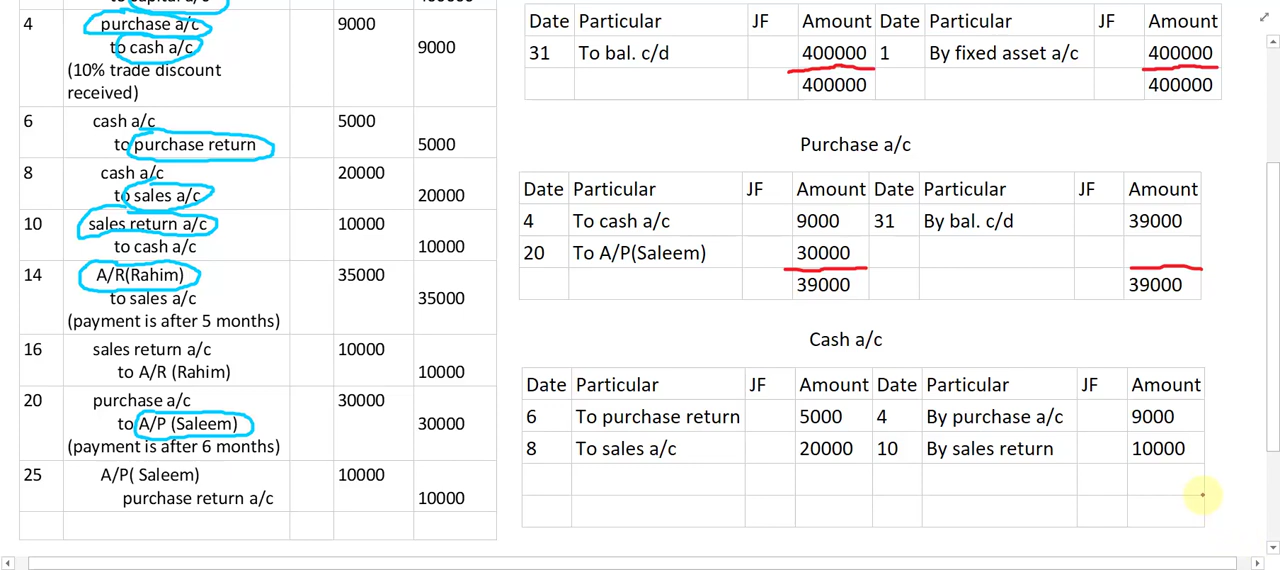 4 purchase a/c 9000
to cash a/c 9000
(10% trade discount
received)
6 cash a/c 5000
to purchase return 5000
8 cash a/c 20000
to sales a/c 20000
10 sales return a/c 10000
to cash a/c 10000
14 A/R(Rahim) 35000
to sales a/c 35000
(payment is after 5 months)
16 sales return a/c 10000
to A/R (Rahim) 10000
20 purchase a/c 30000
to A/P (Saleem) 30000
(payment is after 6 months)
25 A/P( Saleem) 10000
purchase return a/c 10000
Date Particular JF Amount Date Particular JF Amount
31 To bal. c/d 400000 1 By fixed asset a/c 400000
400000 400000
Purchase a/c
Date Particular JF Amount Date Particular JF Amount
4 To cash a/c 9000 31 By bal. c/d 39000
20 To A/P(Saleem) 30000
39000 39000
Cash a/c
Date Particular JF Amount Date Particular JF Amount
6 To purchase return 5000 4 By purchase a/c 9000
8 To sales a/c 20000 10 By sales return 10000